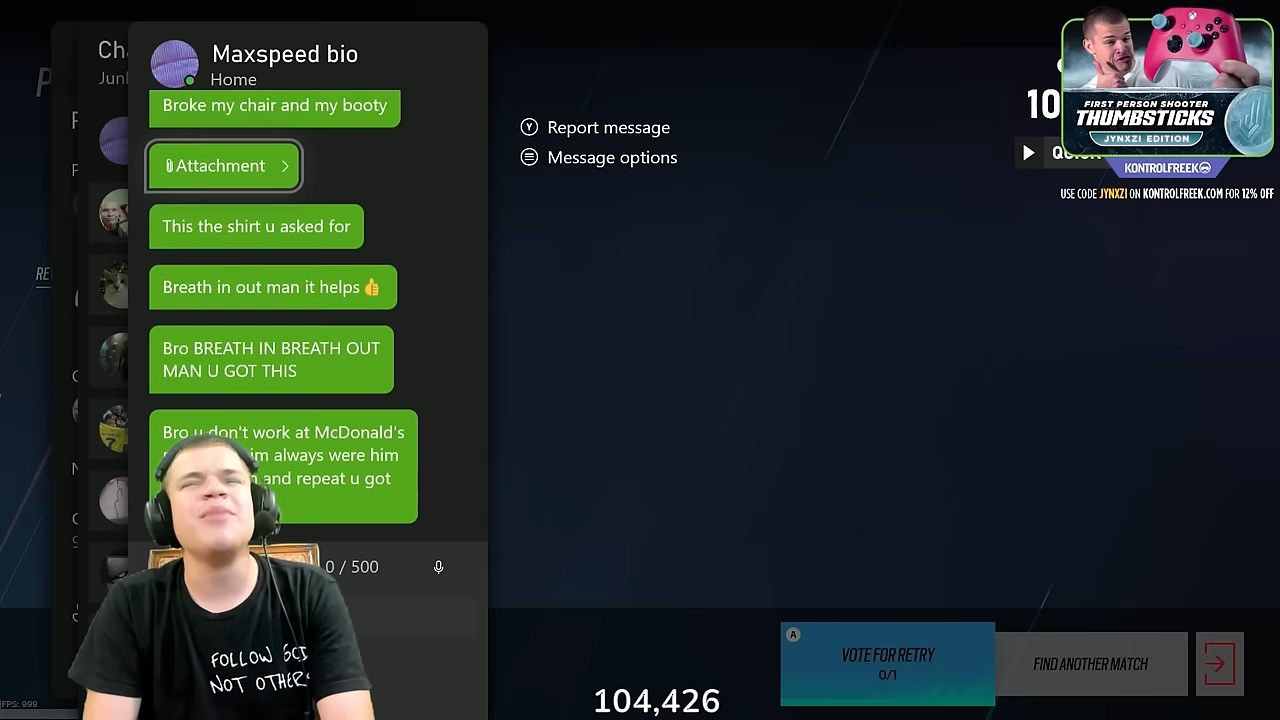 Maxspeed bio
Home
Broke my chair and my booty
Attachment
This the shirt u asked for
Breath in out man it helps👍
Bro BREATH IN BREATH OUT
MAN U GOT THIS
Bro u don't work at McDonald's
im always were him
and repeat u got
0 / 500
Y Report message
Message options
10
FIRST PERSON SHOOTER
THUMBSTICKS
JYNXZI EDITION
KONTROLFREEK
USE CODE JYNXZI ON KONTROLFREEK.COM FOR 12% OFF
FOLLOW
NOT
A
VOTE FOR RETRY
0/1
FIND ANOTHER MATCH
104,426
FPS: 999